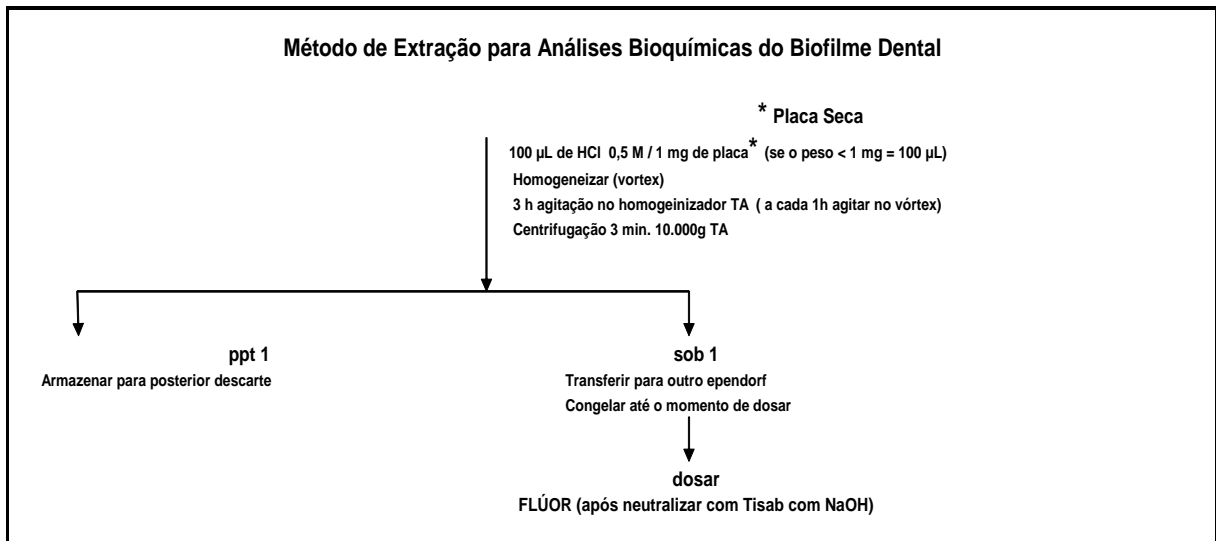 Método de Extração para Análises Bioquímicas do Biofilme Dental
* Placa Seca
100 µL de HCl 0,5 M / 1 mg de placa* (se o peso < 1 mg = 100 µL)
Homogeneizar (vortex)
3 h agitação no homogeinizador TA ( a cada 1h agitar no vórtex)
Centrifugação 3 min. 10.000g TA
ppt 1
Armazenar para posterior descarte
sob 1
Transferir para outro ependorf
Congelar até o momento de dosar
dosar
FLÚOR (após neutralizar com Tisab com NaOH)